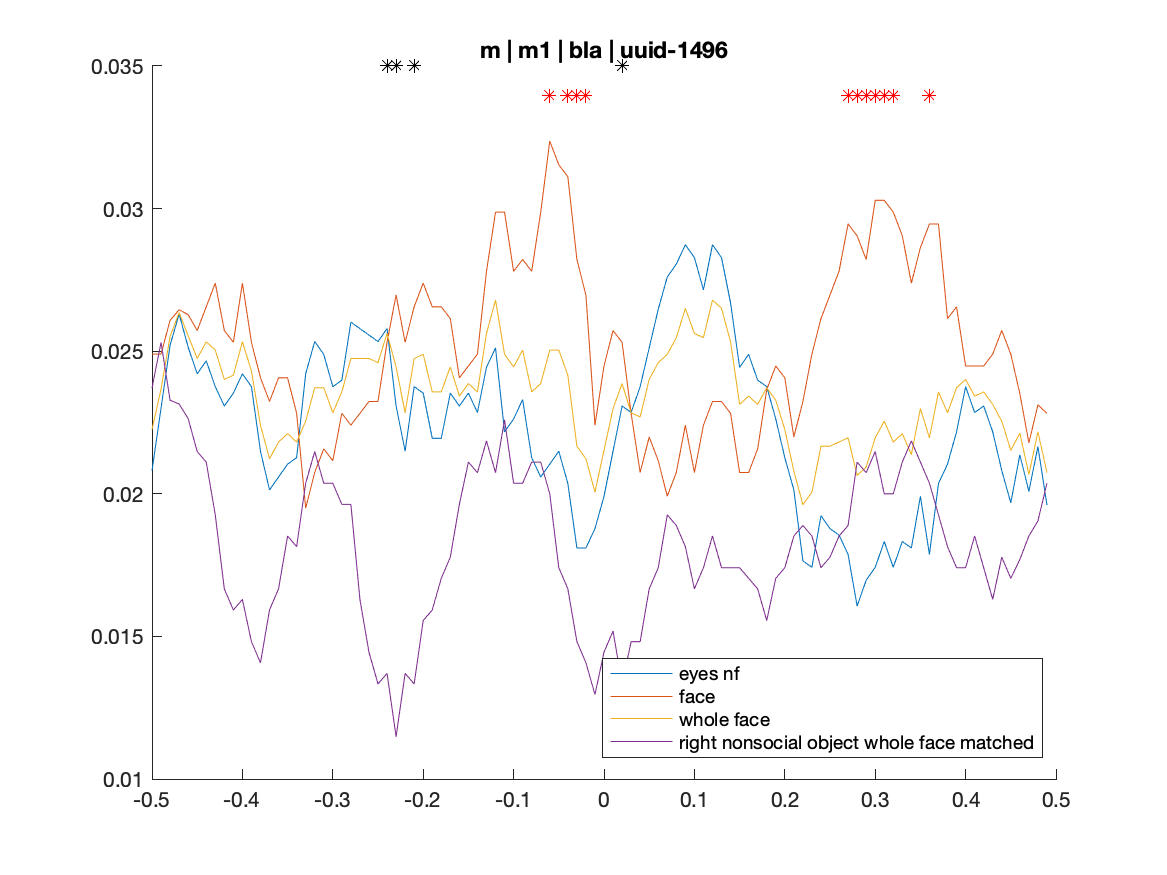 m | m1 | bla | uuid-1496
0.035
0.03
0.025
0.02
0.015
0.01
-0.5 -0.4 -0.3 -0.2 -0.1 0 0.1 0.2 0.3 0.4 0.5
eyes nf
face
whole face
right nonsocial object whole face matched